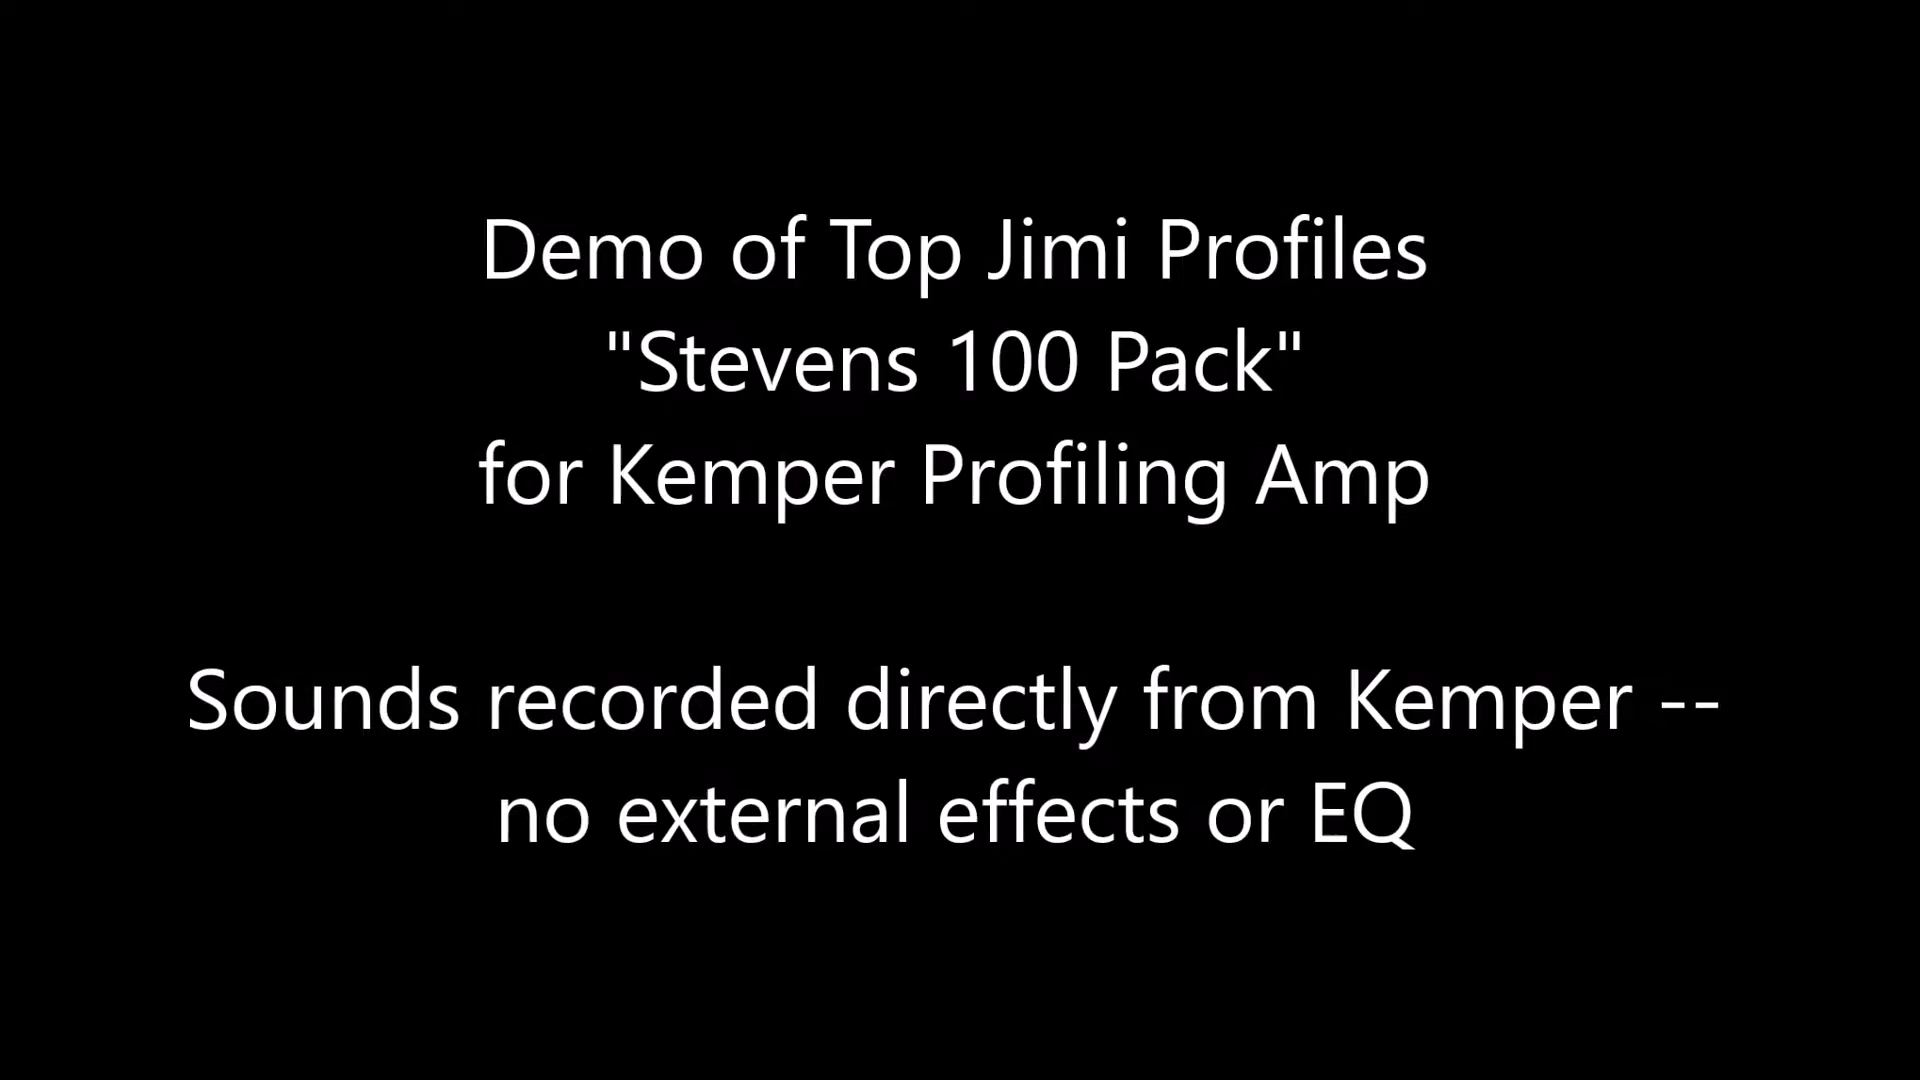 Demo of Top Jimi Profiles
"Stevens 100 Pack"
for Kemper Profiling Amp
Sounds recorded directly from Kemper --
no external effects or EQ